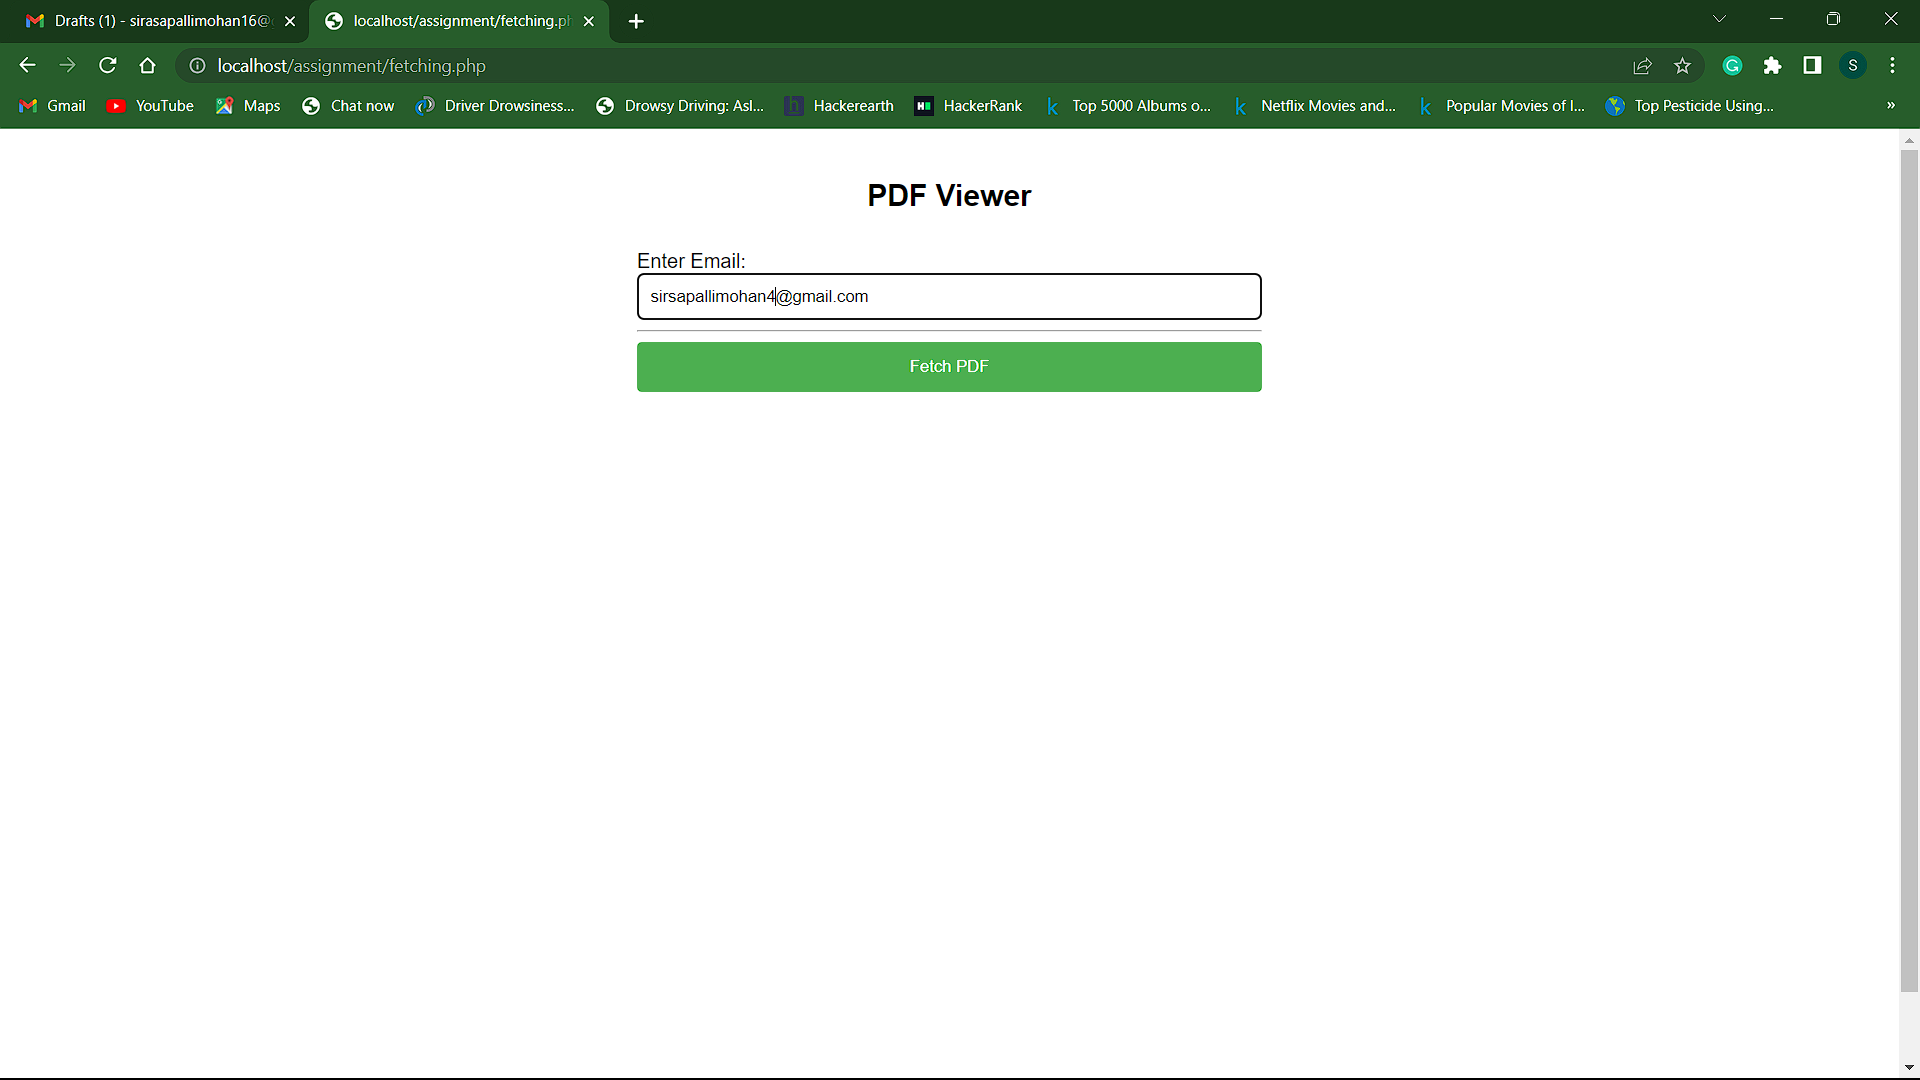 Drafts (1) - sirasapallimohan16@
localhost/assignment/fetching.ph
localhost/assignment/fetching.php
S
Gmail
YouTube
Maps
Chat now
Driver Drowsiness...
Drowsy Driving: Asl...
h
Hackerearth
HackerRank
k
Top 5000 Albums o...
k
Netflix Movies and...
k
Popular Movies of I...
Top Pesticide Using...
»
PDF Viewer
Enter Email:
sirsapallimohan4@gmail.com
Fetch PDF